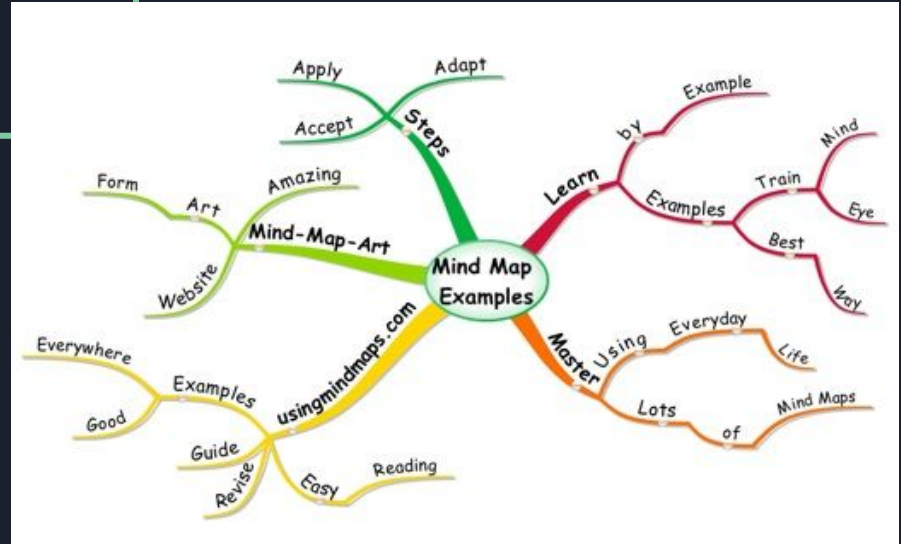 Mind Map
Examples
Steps
Apply
Adapt
Accept
Learn
by
Example
Examples
Train
Mind
Eye
Best
Way
Master
Using
Everyday
Life
Lots
of
Mind Maps
usingmindmaps.com
Examples
Everywhere
Good
Guide
Revise
Easy
Reading
Mind-Map-Art
Amazing
Art
Form
Website